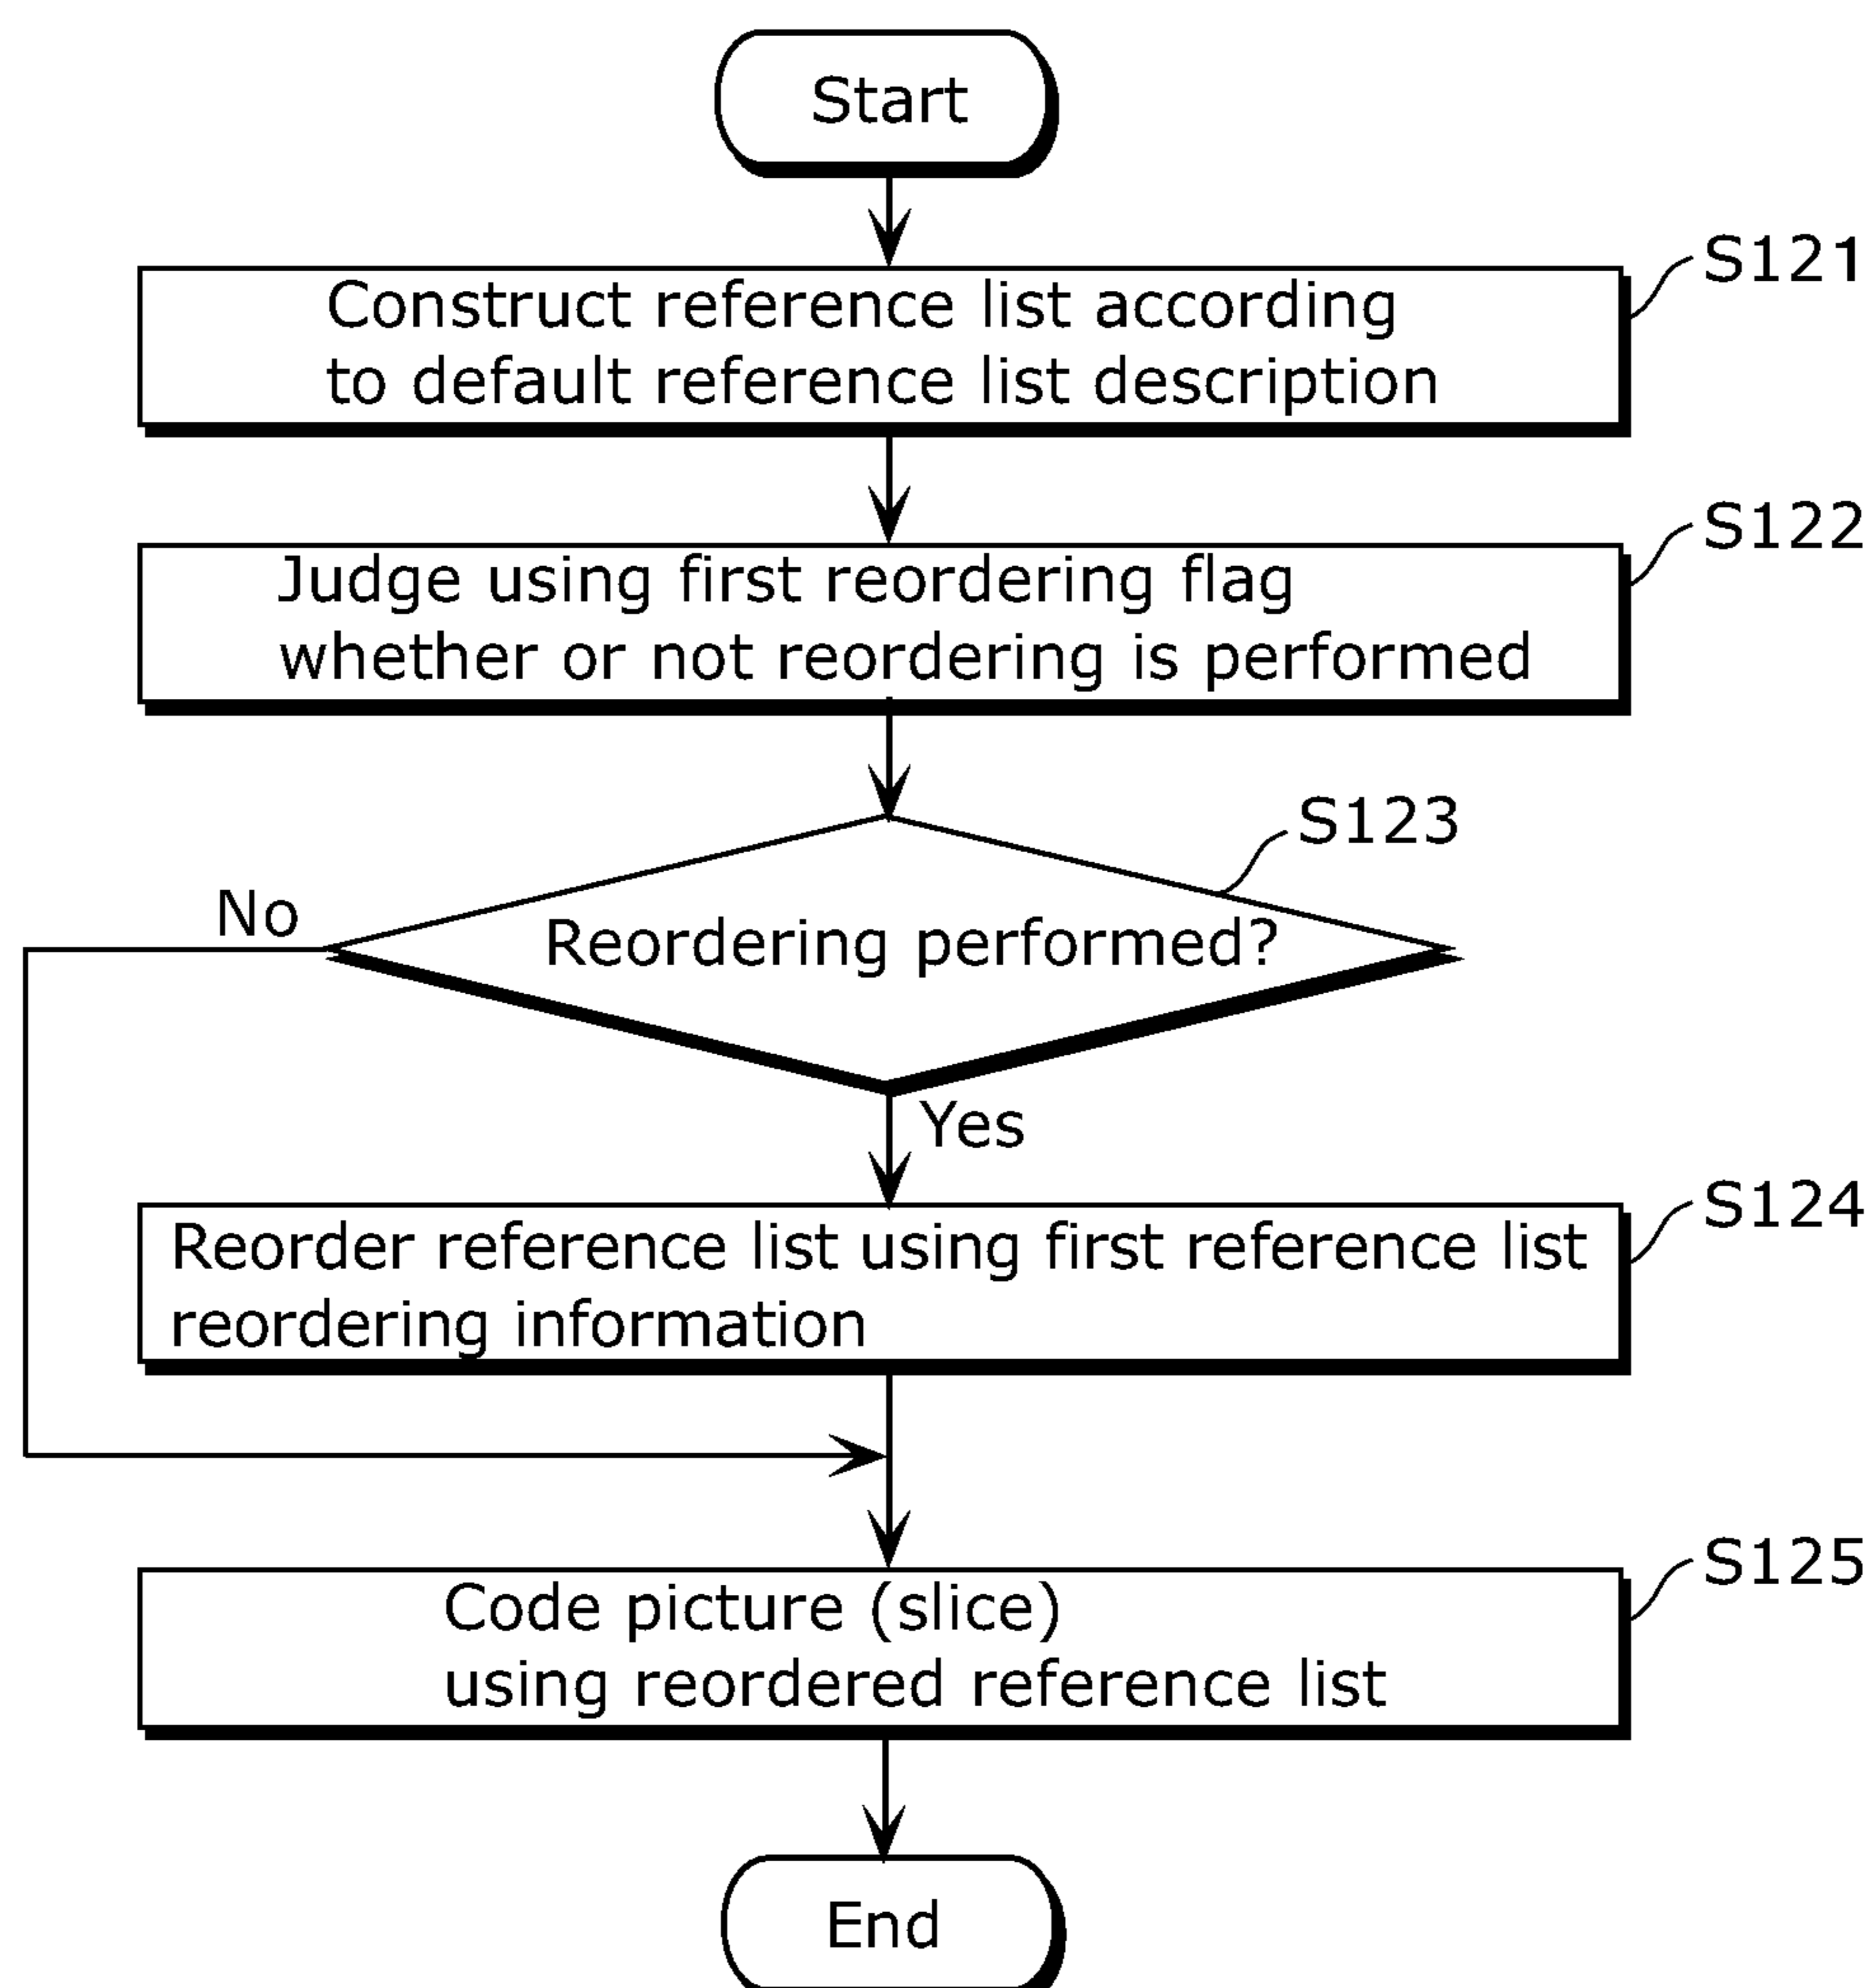 Start
S121
Construct reference list according
to default reference list description
S122
Judge using first reordering flag
whether or not reordering is performed
S123
No
Reordering performed?
Yes
S124
Reorder reference list using first reference list
reordering information
S125
Code picture (slice)
using reordered reference list
End